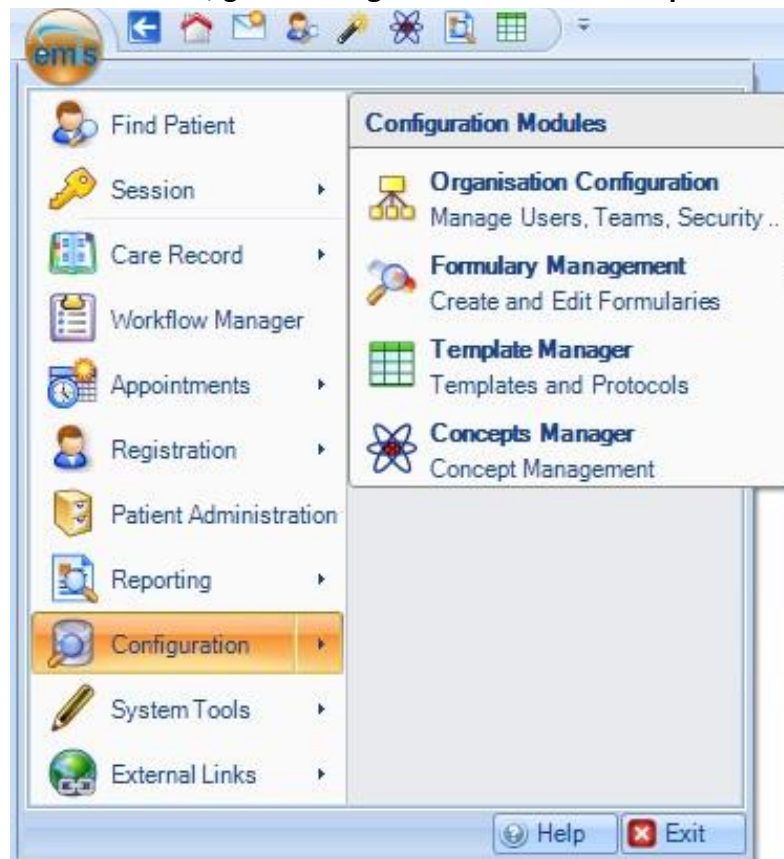 emis
Find Patient
Session
Care Record
Workflow Manager
Appointments
Registration
Patient Administration
Reporting
Configuration
System Tools
External Links
Configuration Modules
Organisation Configuration
Manage Users, Teams, Security ..
Formulary Management
Create and Edit Formularies
Template Manager
Templates and Protocols
Concepts Manager
Concept Management
Help
Exit